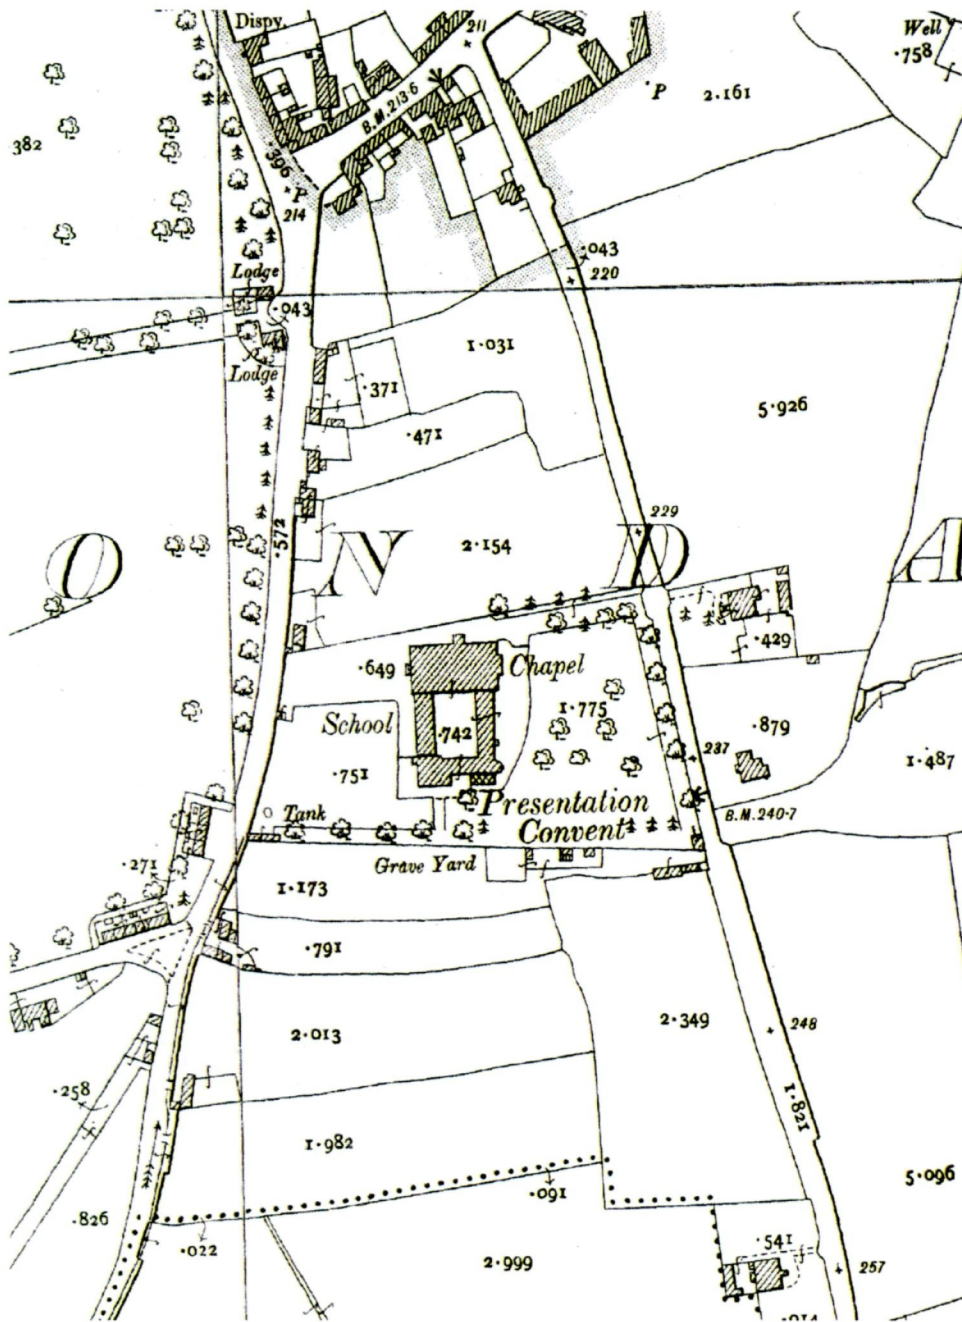 Dispy.
211
Well
.758
P
2.161
B.M.213.6
382
.396
P
214
Lodge
.043
220
.043
1.031
Lodge
.371
5.926
.471
229
.572
2.154
O N D A
.429
.649
Chapel
1.775
School
.742
.879
237
1.487
.751
Tank
Presentation
Convent
B.M.240.7
.271
Grave Yard
1.173
.791
2.013
2.349
248
.258
1.821
1.982
.091
5.096
.826
.022
2.999
.541
257